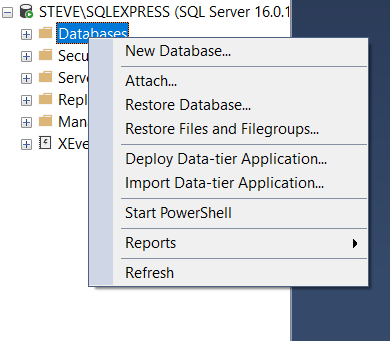 STEVE\SQLEXPRESS (SQL Server 16.0.1
Databases
New Database...
Secu
Attach...
Serve
Restore Database...
Repl
Restore Files and Filegroups...
Mana
XEve
Deploy Data-tier Application...
Import Data-tier Application...
Start PowerShell
Reports
Refresh